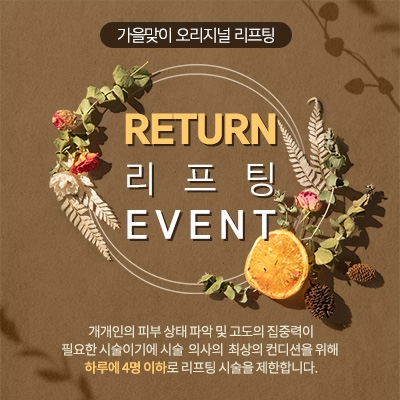 가을맞이 오리지널 리프팅
RETURN
리프팅
EVENT
개개인의 피부 상태 파악 및 고도의 집중력이
필요한 시술이기에 시술 의사의 최상의 컨디션을 위해
하루에 4명 이하로 리프팅 시술을 제한합니다.